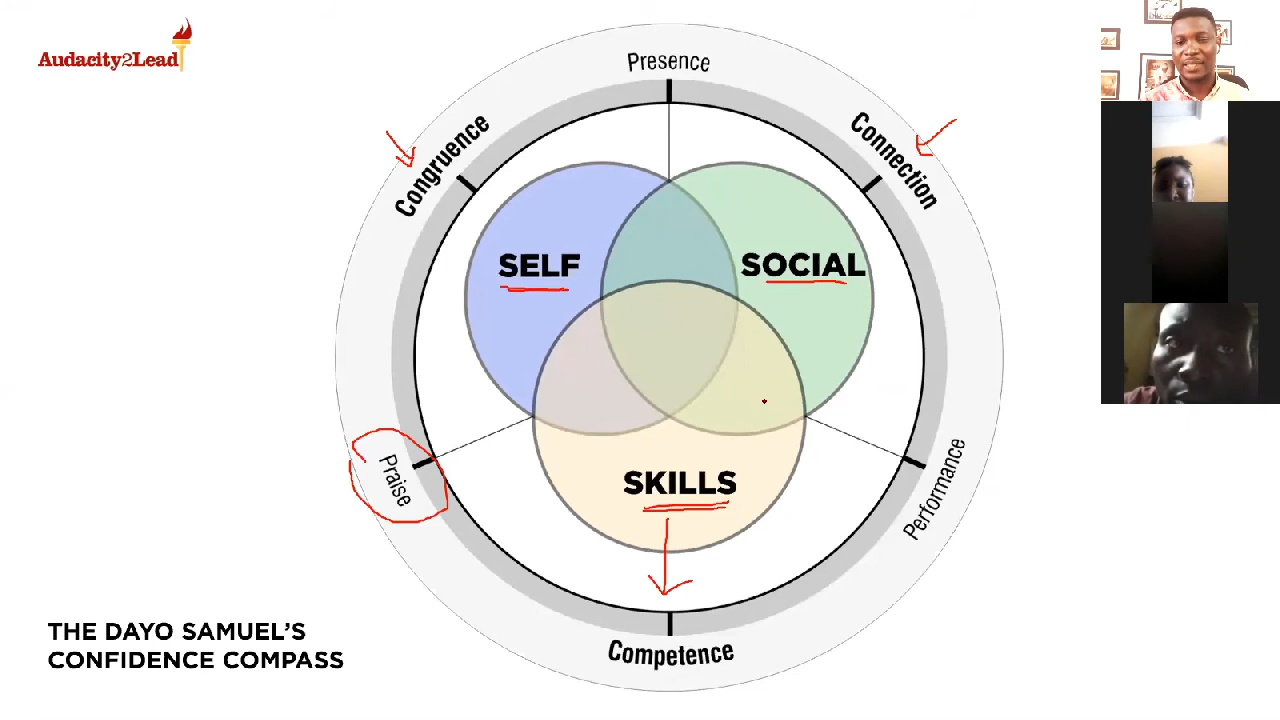 Audacity2Lead
Presence
Congruence
Connection
SELF
SOCIAL
Praise
SKILLS
Performance
Competence
THE DAYO SAMUEL'S
CONFIDENCE COMPASS